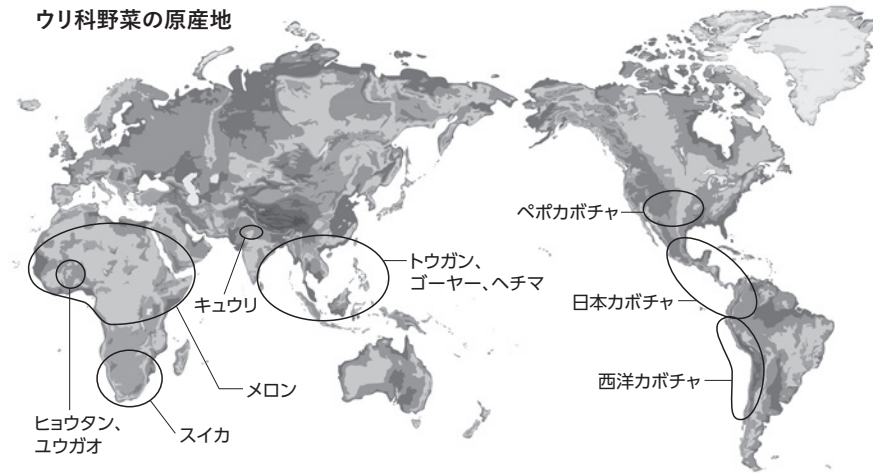 ウリ科野菜の原産地
ペポカボチャ
トウガン、
ゴーヤー、ヘチマ
キュウリ
日本カボチャ
西洋カボチャ
メロン
ヒョウタン、
ユウガオ
スイカ